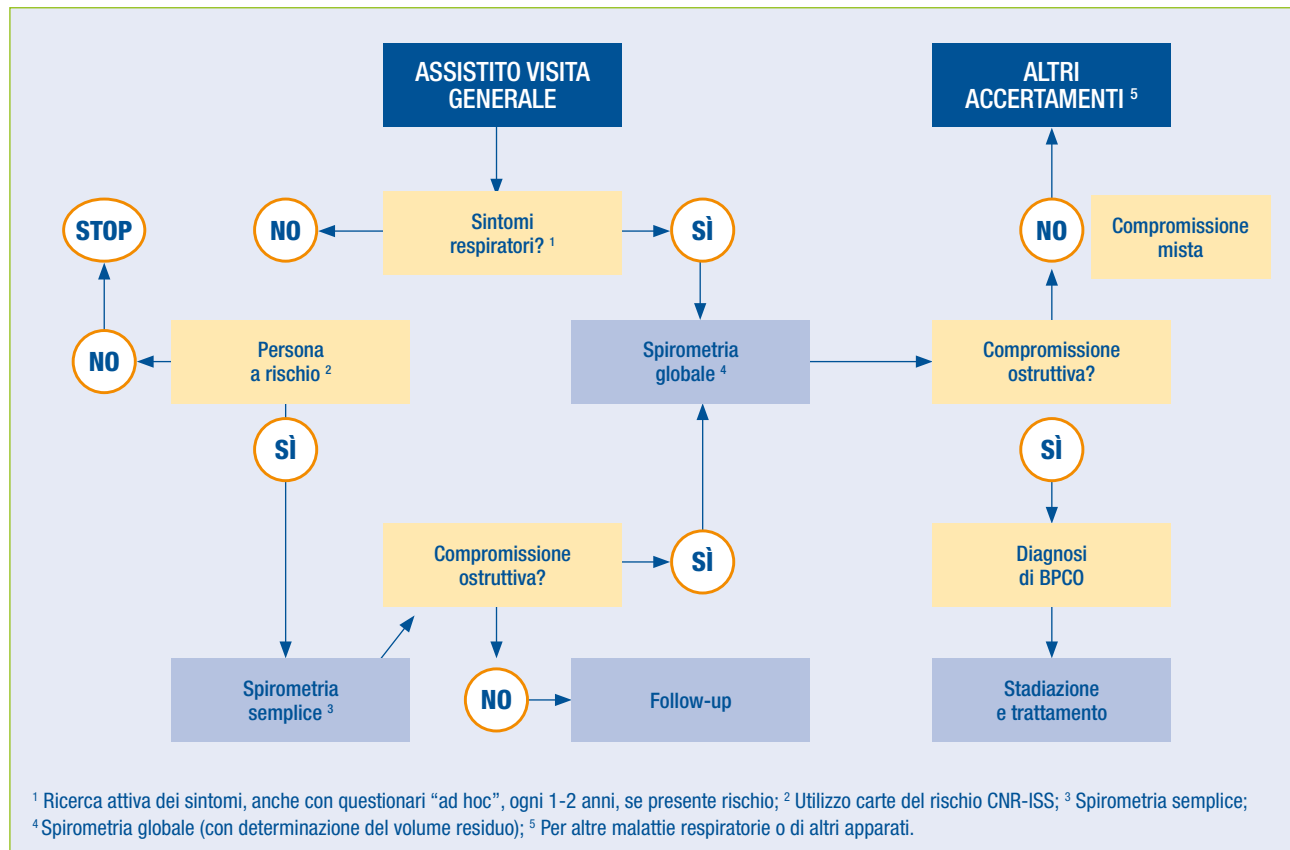 ASSISTITO VISITA
GENERALE
ALTRI
ACCERTAMENTI ⁵
STOP
NO
Sintomi
respiratori? ¹
SÌ
NO
Compromissione
mista
NO
Persona
a rischio ²
Spirometria
globale ⁴
Compromissione
ostruttiva?
SÌ
SÌ
Compromissione
ostruttiva?
SÌ
Diagnosi
di BPCO
Spirometria
semplice ³
NO
Follow-up
Stadiazione
e trattamento
¹ Ricerca attiva dei sintomi, anche con questionari “ad hoc”, ogni 1-2 anni, se presente rischio; ² Utilizzo carte del rischio CNR-ISS; ³ Spirometria semplice;
⁴ Spirometria globale (con determinazione del volume residuo); ⁵ Per altre malattie respiratorie o di altri apparati.